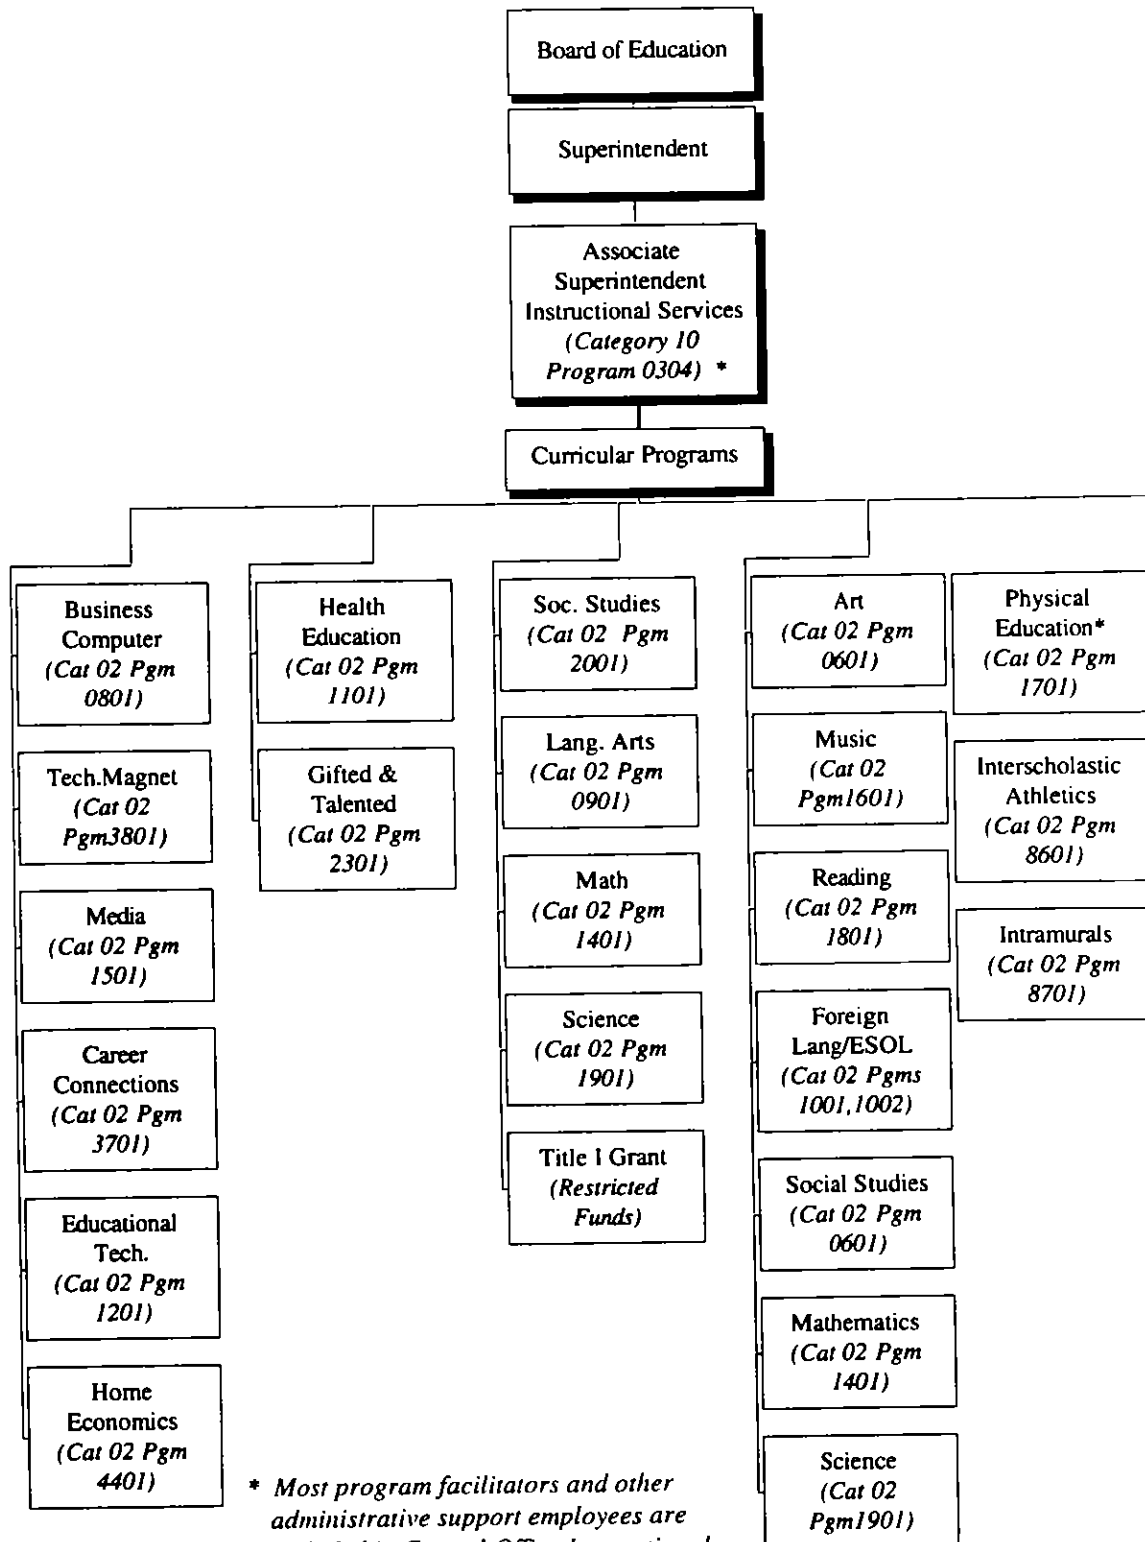 Board of Education
Superintendent
Associate
Superintendent
Instructional Services
(Category 10
Program 0304) *
Curricular Programs
Business
Computer
(Cat 02 Pgm
0801)
Tech.Magnet
(Cat 02
Pgm3801)
Media
(Cat 02 Pgm
1501)
Career
Connections
(Cat 02 Pgm
3701)
Educational
Tech.
(Cat 02 Pgm
1201)
Home
Economics
(Cat 02 Pgm
4401)
Health
Education
(Cat 02 Pgm
1101)
Gifted &
Talented
(Cat 02 Pgm
2301)
Soc. Studies
(Cat 02 Pgm
2001)
Lang. Arts
(Cat 02 Pgm
0901)
Math
(Cat 02 Pgm
1401)
Science
(Cat 02 Pgm
1901)
Title I Grant
(Restricted
Funds)
Art
(Cat 02 Pgm
0601)
Music
(Cat 02
Pgm1601)
Reading
(Cat 02 Pgm
1801)
Foreign
Lang/ESOL
(Cat 02 Pgms
1001,1002)
Social Studies
(Cat 02 Pgm
0601)
Mathematics
(Cat 02 Pgm
1401)
Science
(Cat 02
Pgm1901)
Physical
Education*
(Cat 02 Pgm
1701)
Interscholastic
Athletics
(Cat 02 Pgm
8601)
Intramurals
(Cat 02 Pgm
8701)
* Most program facilitators and other
administrative support employees are